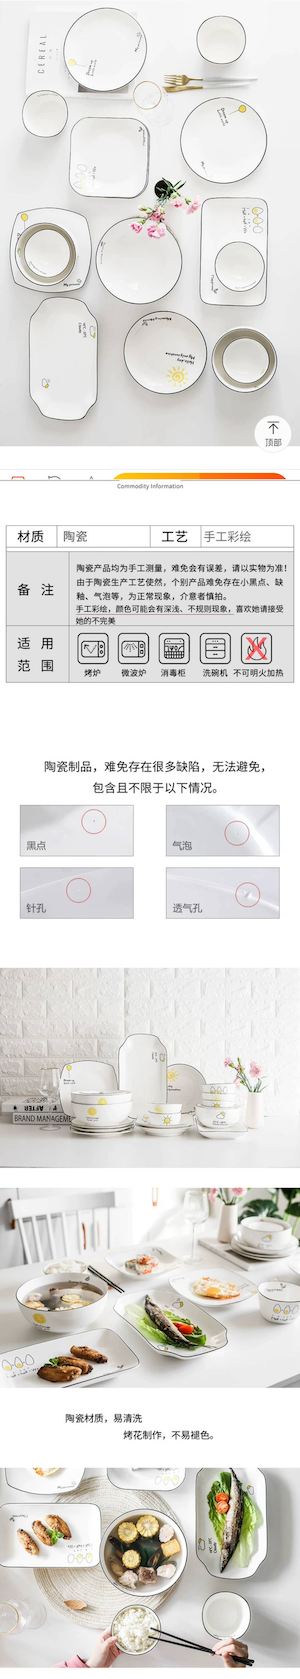 CEREAL
顶部
Commodity Information
材质 陶瓷 工艺 手工彩绘
备 注
陶瓷产品均为手工测量，难免会有误差，请以实物为准！
由于陶瓷生产工艺使然，个别产品难免存在小黑点、缺
釉、气泡等，为正常现象，介意者慎拍。
手工彩绘，颜色可能会有深浅、不规则现象，喜欢她请接受
她的不完美
适 用
范 围
烤炉 微波炉 消毒柜 洗碗机 不可明火加热
陶瓷制品，难免存在很多缺陷，无法避免，
包含且不限于以下情况。
黑点 气泡
针孔 透气孔
AFTER
BRAND MANAGEME
陶瓷材质，易清洗
烤花制作，不易褪色。